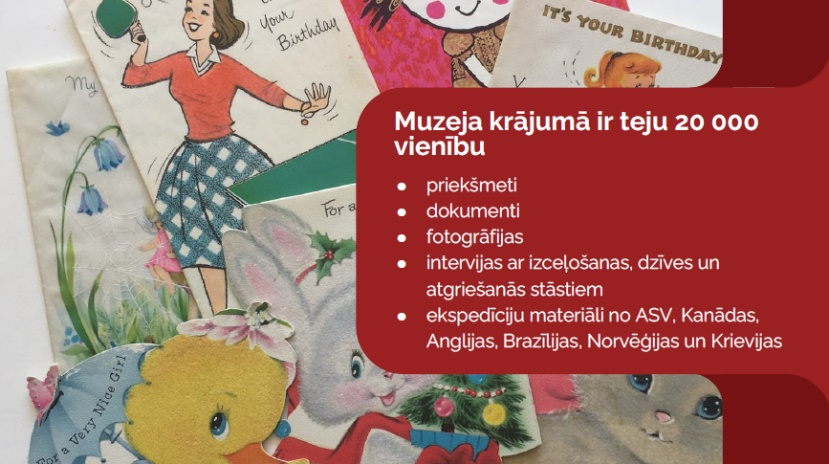 your
Birthday
IT'S YOUR BIRTHDAY
My
For a
For a Very Nice Girl
Muzeja krājumā ir teju 20 000
vienību
● priekšmeti
● dokumenti
● fotogrāfijas
● intervijas ar izceļošanas, dzīves un
atgriešanās stāstiem
● ekspedīciju materiāli no ASV, Kanādas,
Anglijas, Brazīlijas, Norvēģijas un Krievijas